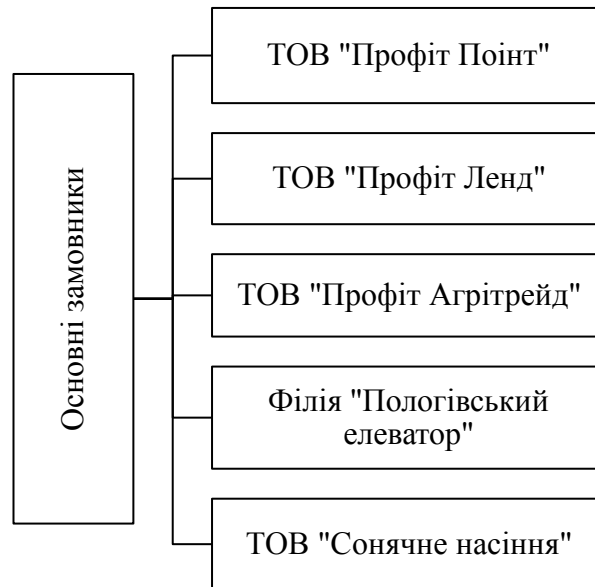 Основні замовники
ТОВ "Профіт Поінт"
ТОВ "Профіт Ленд"
ТОВ "Профіт Агрітрейд"
Філія "Пологівський
елеватор"
ТОВ "Сонячне насіння"